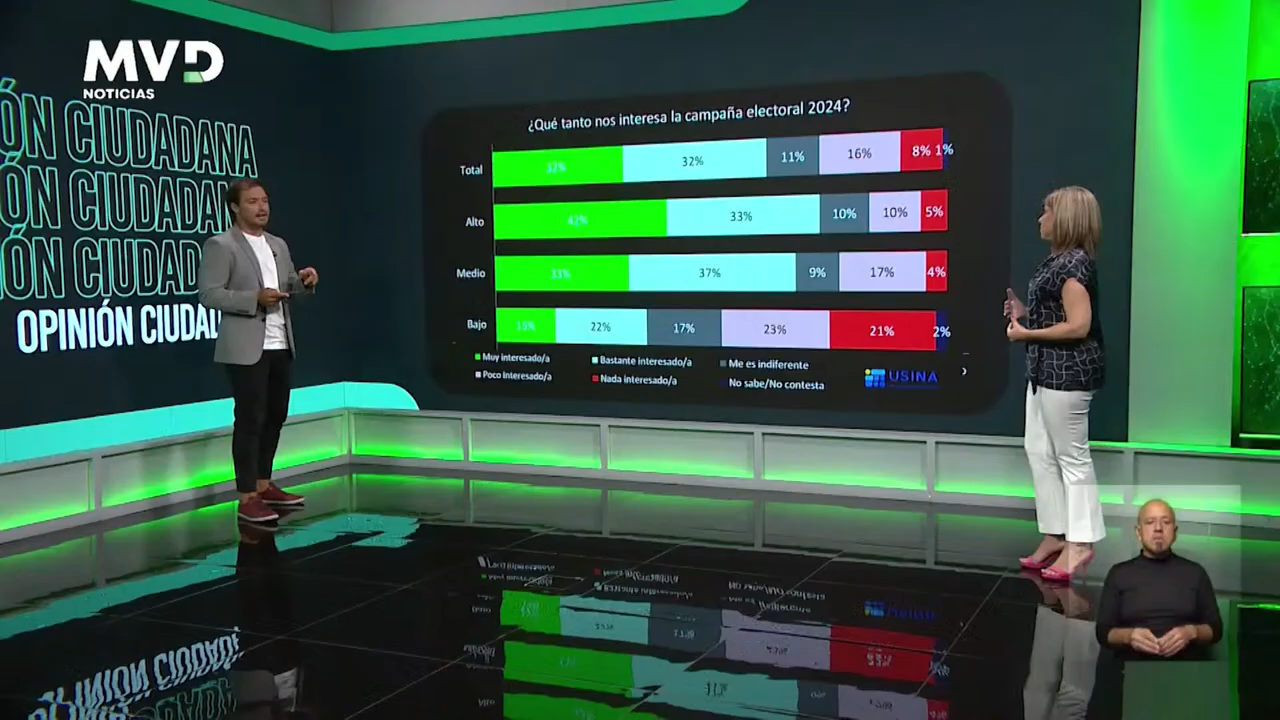 MVD
NOTICIAS
ÓN CIUDADANA
ÓN CIUDADAN
IÓN CIUDAD
OPINIÓN CIUDAD
¿Qué tanto nos interesa la campaña electoral 2024?
Total 32% 32% 11% 16% 8% 1%
Alto 42% 33% 10% 10% 5%
Medio 33% 37% 9% 17% 4%
Bajo 15% 22% 17% 23% 21% 2%
Muy interesado/a Bastante interesado/a Me es indiferente
Poco interesado/a Nada interesado/a No sabe/No contesta
USINA